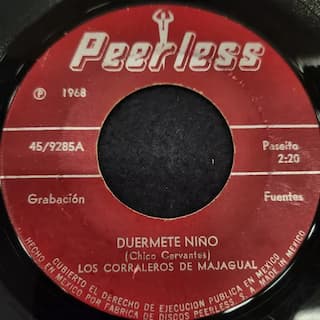 Peerless
℗ 1968
45/9285A
Paseito
2:20
Grabación
Fuentes
DUERMETE NIÑO
(Chico Cervantes)
LOS CORRALEROS DE MAJAGUAL
CUBIERTO EL DERECHO DE EJECUCION PUBLICA EN MEXICO
HECHO EN MEXICO POR FABRICA DE DISCOS PEERLESS S.A. MADE IN MEXICO